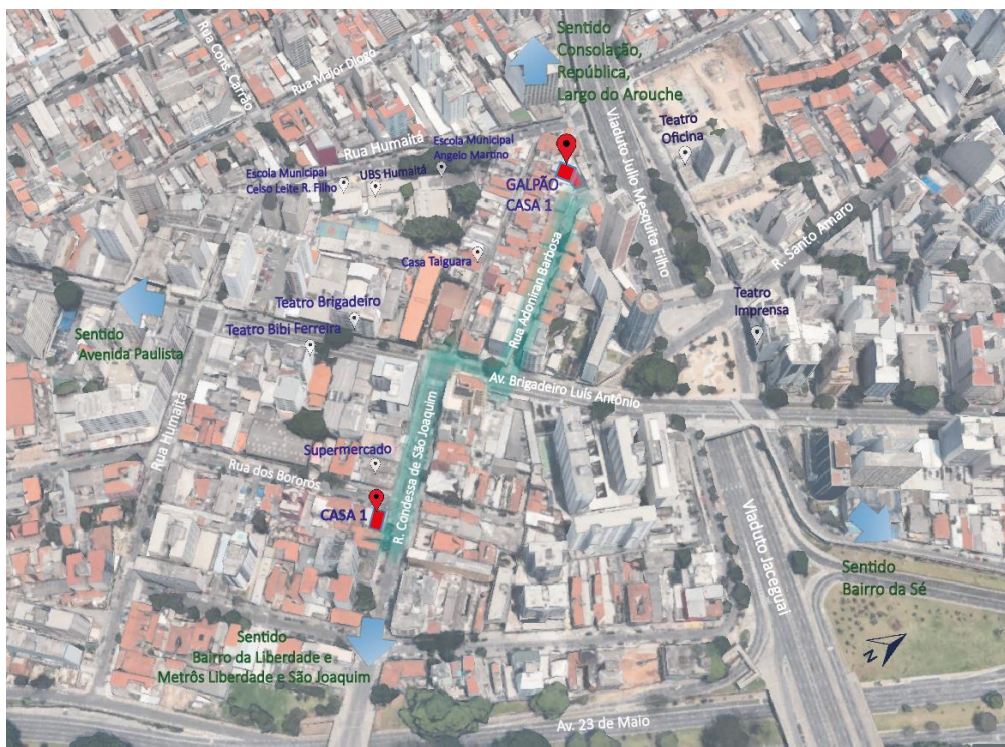 Sentido
Consolação,
República,
Largo do Arouche
Rua Cons. Carrão
Rua Major Diogo
Rua Humaitá
Escola Municipal
Angelo Martino
Escola Municipal
Celso Leite R. Filho
UBS Humaitá
GALPÃO
CASA 1
Viaduto Julio Mesquita Filho
Teatro
Oficina
R. Santo Amaro
Casa Taiguara
Rua Adoniran Barbosa
Teatro Brigadeiro
Teatro Bibi Ferreira
Teatro
Imprensa
Sentido
Avenida Paulista
Av. Brigadeiro Luís Antônio
Rua Humaitá
Supermercado
Rua dos Bororós
CASA 1
R. Condessa de São Joaquim
Viaduto Jaceguai
Sentido
Bairro da Sé
Sentido
Bairro da Liberdade e
Metrôs Liberdade e São Joaquim
N
Av. 23 de Maio